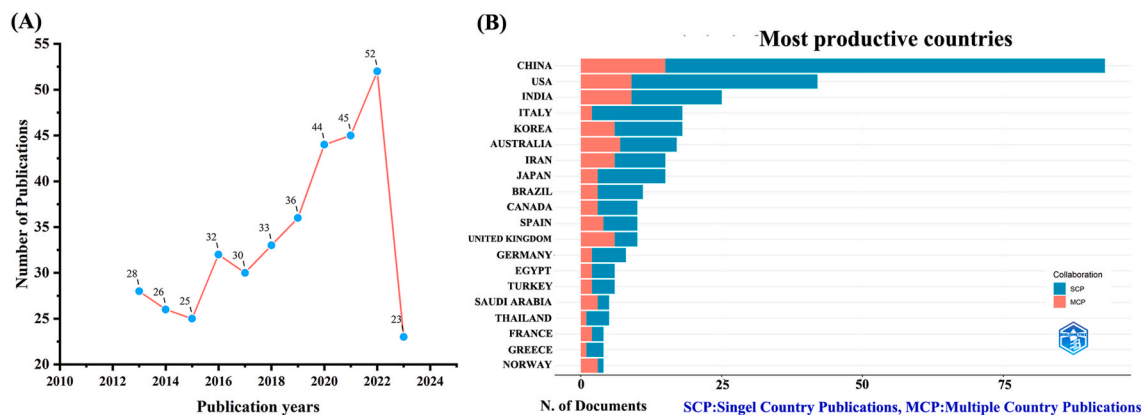 (A)
55
50
45
40
35
30
25
20
Number of Publications
28
26
25
32
30
33
36
44
45
52
23
2010
2012
2014
2016
2018
2020
2022
2024
Publication years
(B)
Most productive countries
CHINA
USA
INDIA
ITALY
KOREA
AUSTRALIA
IRAN
JAPAN
BRAZIL
CANADA
SPAIN
UNITED KINGDOM
GERMANY
EGYPT
TURKEY
SAUDI ARABIA
THAILAND
FRANCE
GREECE
NORWAY
Collaboration
SCP
MCP
0
25
50
75
N. of Documents
SCP:Singel Country Publications, MCP:Multiple Country Publications